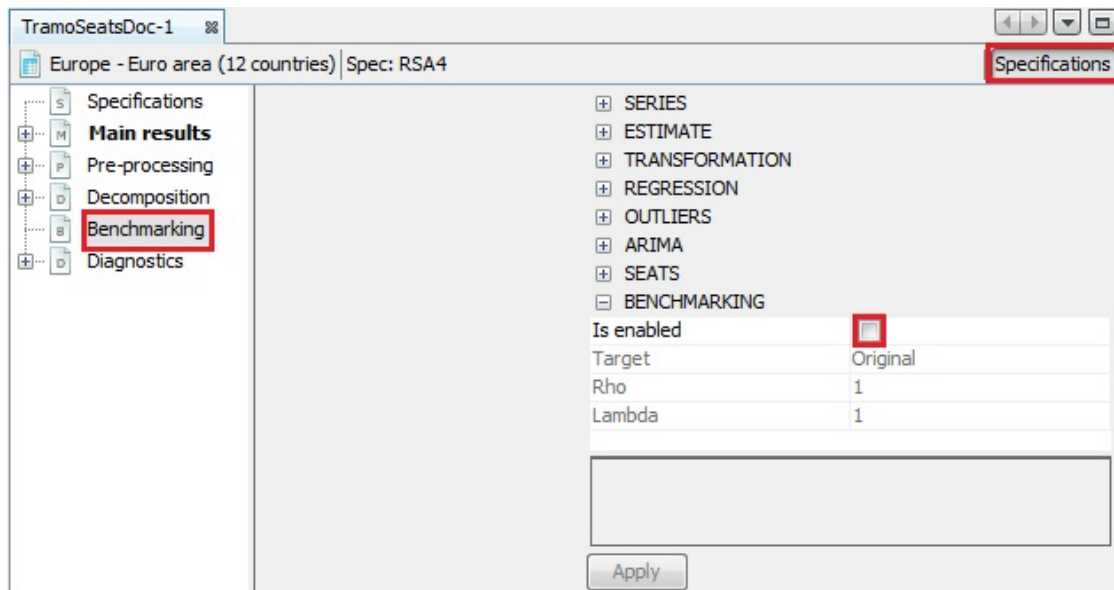 TramoSeatsDoc-1
Europe - Euro area (12 countries) Spec: RSA4 Specifications
S Specifications
M Main results
P Pre-processing
D Decomposition
B Benchmarking
D Diagnostics
SERIES
ESTIMATE
TRANSFORMATION
REGRESSION
OUTLIERS
ARIMA
SEATS
BENCHMARKING
Is enabled
Target Original
Rho 1
Lambda 1
Apply